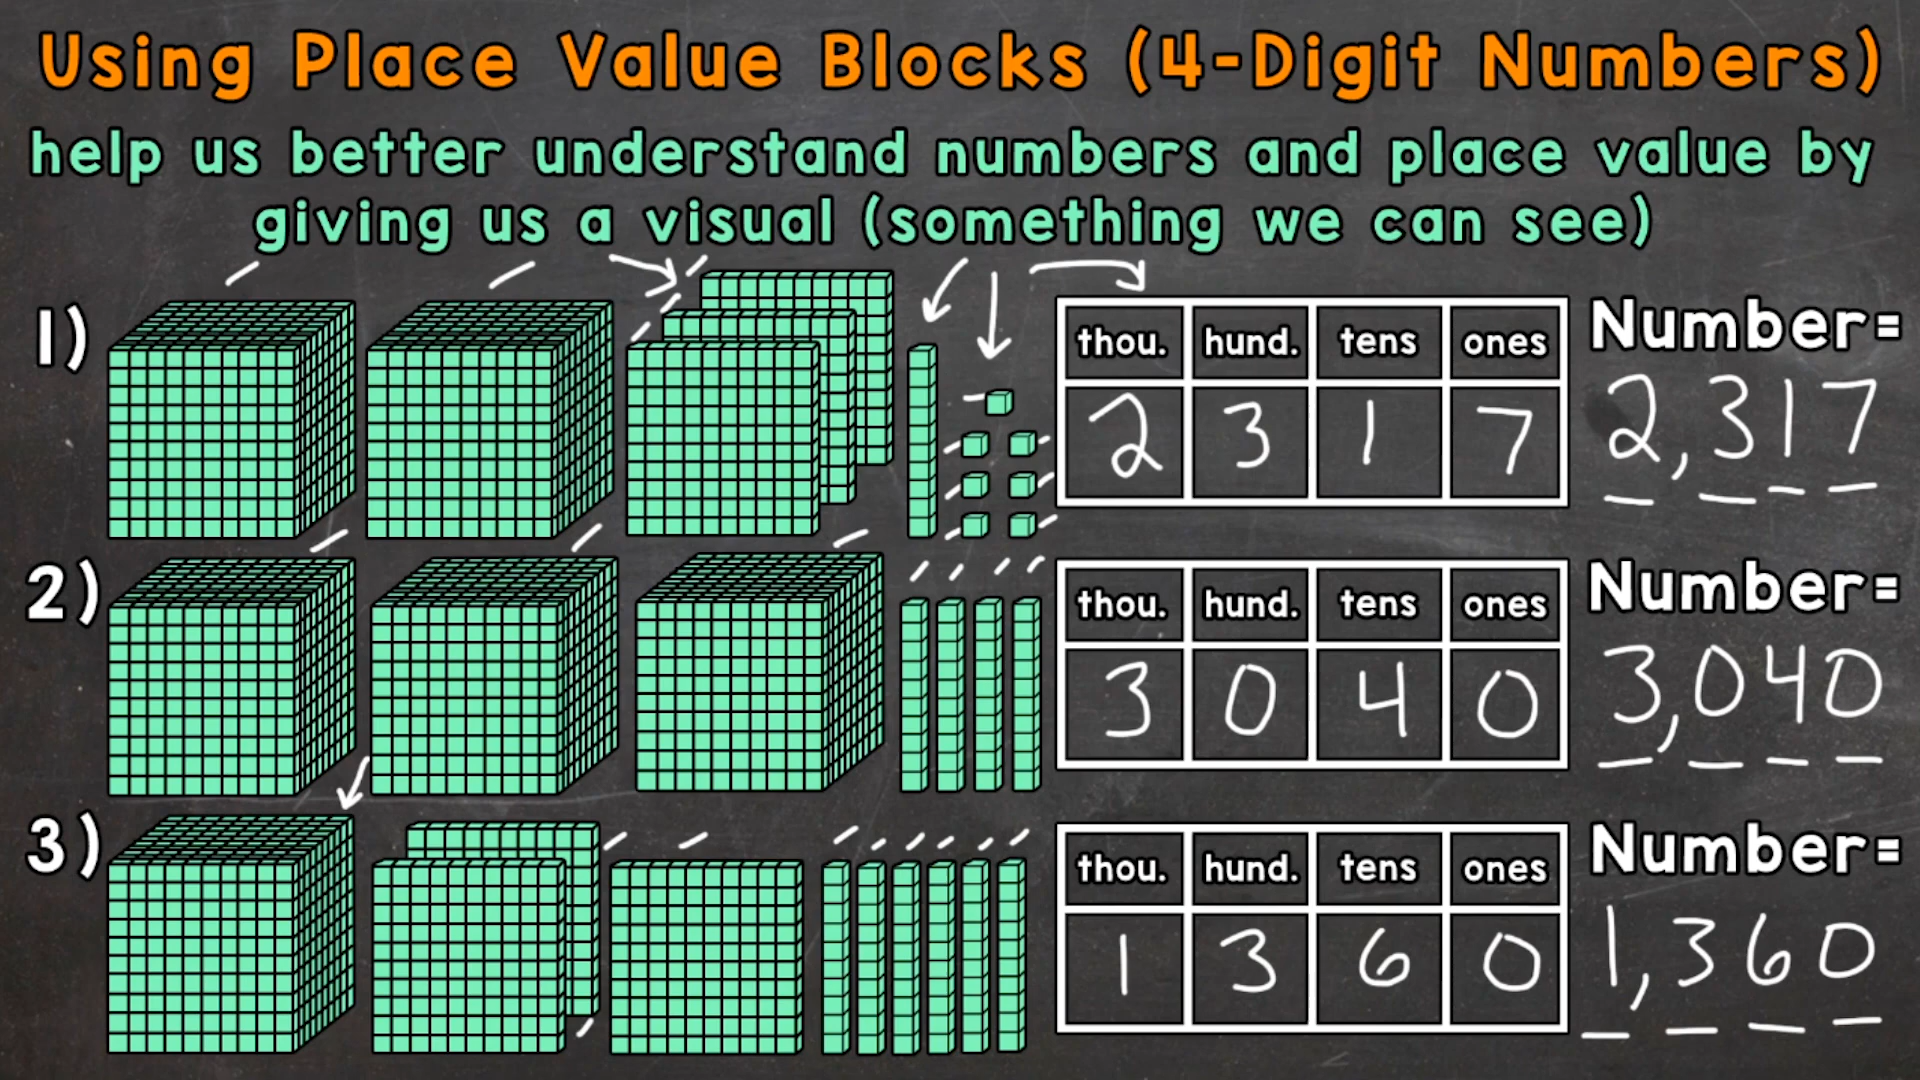 Using Place Value Blocks (4-Digit Numbers)
help us better understand numbers and place value by
giving us a visual (something we can see)
1)
thou. hund. tens ones
2 3 1 7
Number=
2,317
2)
thou. hund. tens ones
3 0 4 0
Number=
3,040
3)
thou. hund. tens ones
1 3 6 0
Number=
1,360